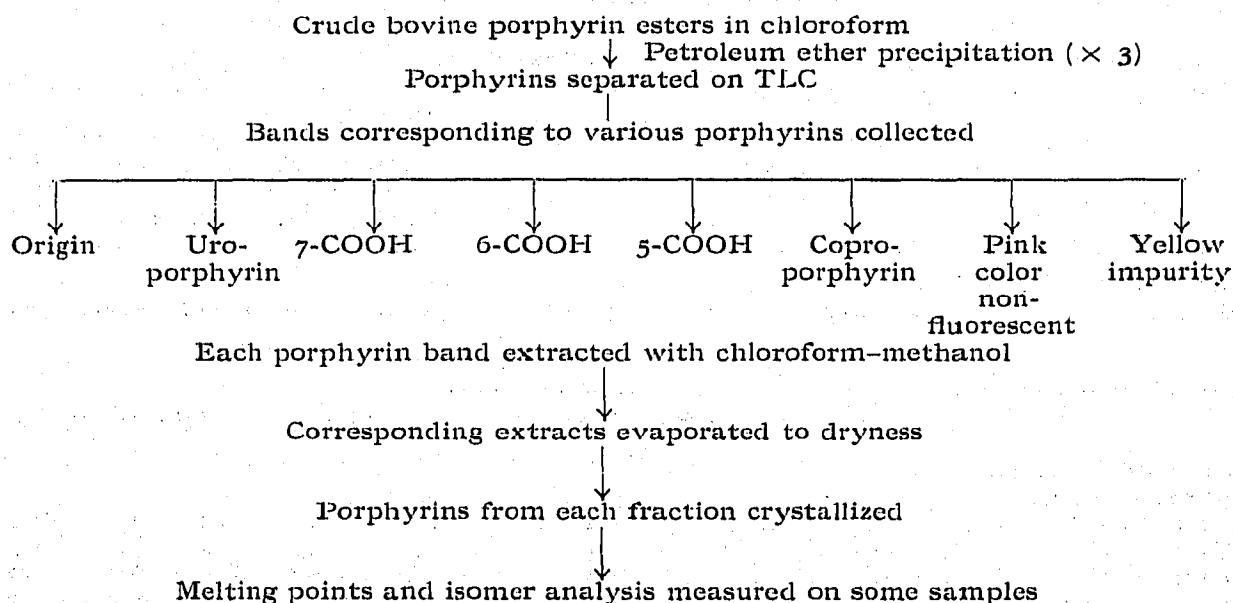 Crude bovine porphyrin esters in chloroform
Petroleum ether precipitation (× 3)
Porphyrins separated on TLC
Bands corresponding to various porphyrins collected
Origin Uro- 7-COOH 6-COOH 5-COOH Copro- Pink Yellow
porphyrin porphyrin color impurity
non-
fluorescent
Each porphyrin band extracted with chloroform–methanol
Corresponding extracts evaporated to dryness
Porphyrins from each fraction crystallized
Melting points and isomer analysis measured on some samples